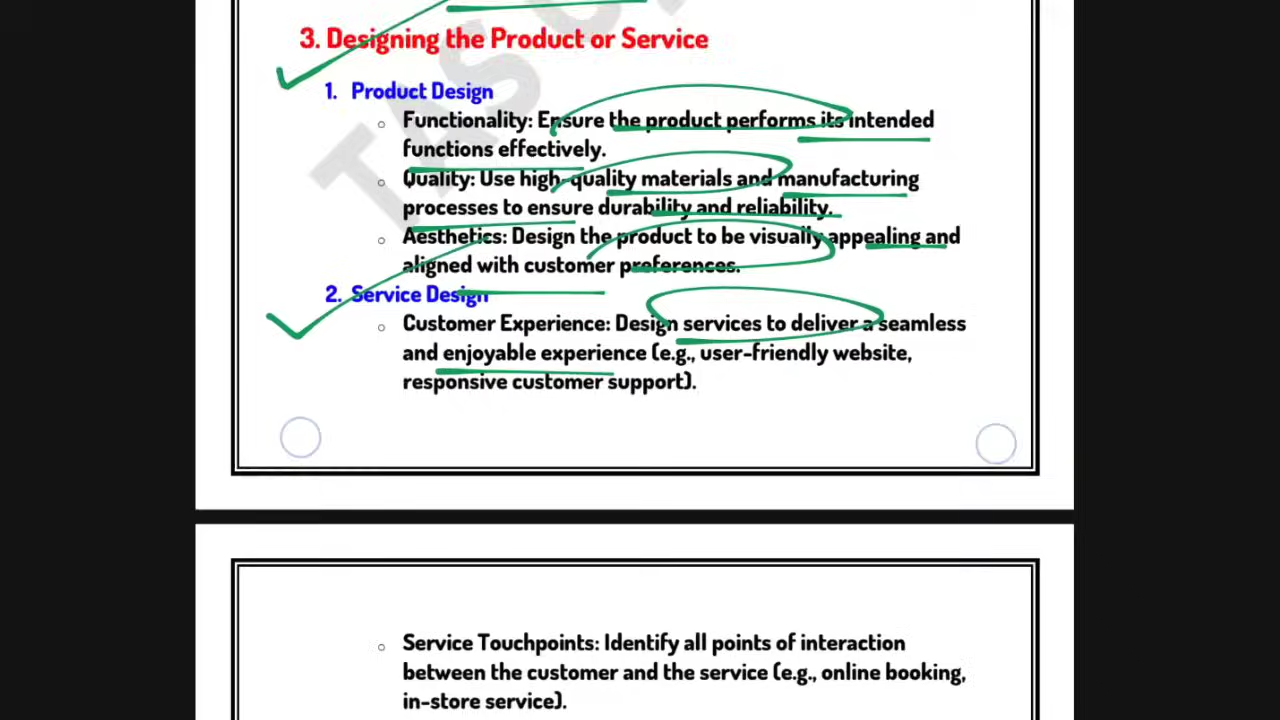 3. Designing the Product or Service
1. Product Design
○ Functionality: Ensure the product performs its intended
functions effectively.
○ Quality: Use high-quality materials and manufacturing
processes to ensure durability and reliability.
○ Aesthetics: Design the product to be visually appealing and
aligned with customer preferences.
2. Service Design
○ Customer Experience: Design services to deliver a seamless
and enjoyable experience (e.g., user-friendly website,
responsive customer support).
○ Service Touchpoints: Identify all points of interaction
between the customer and the service (e.g., online booking,
in-store service).